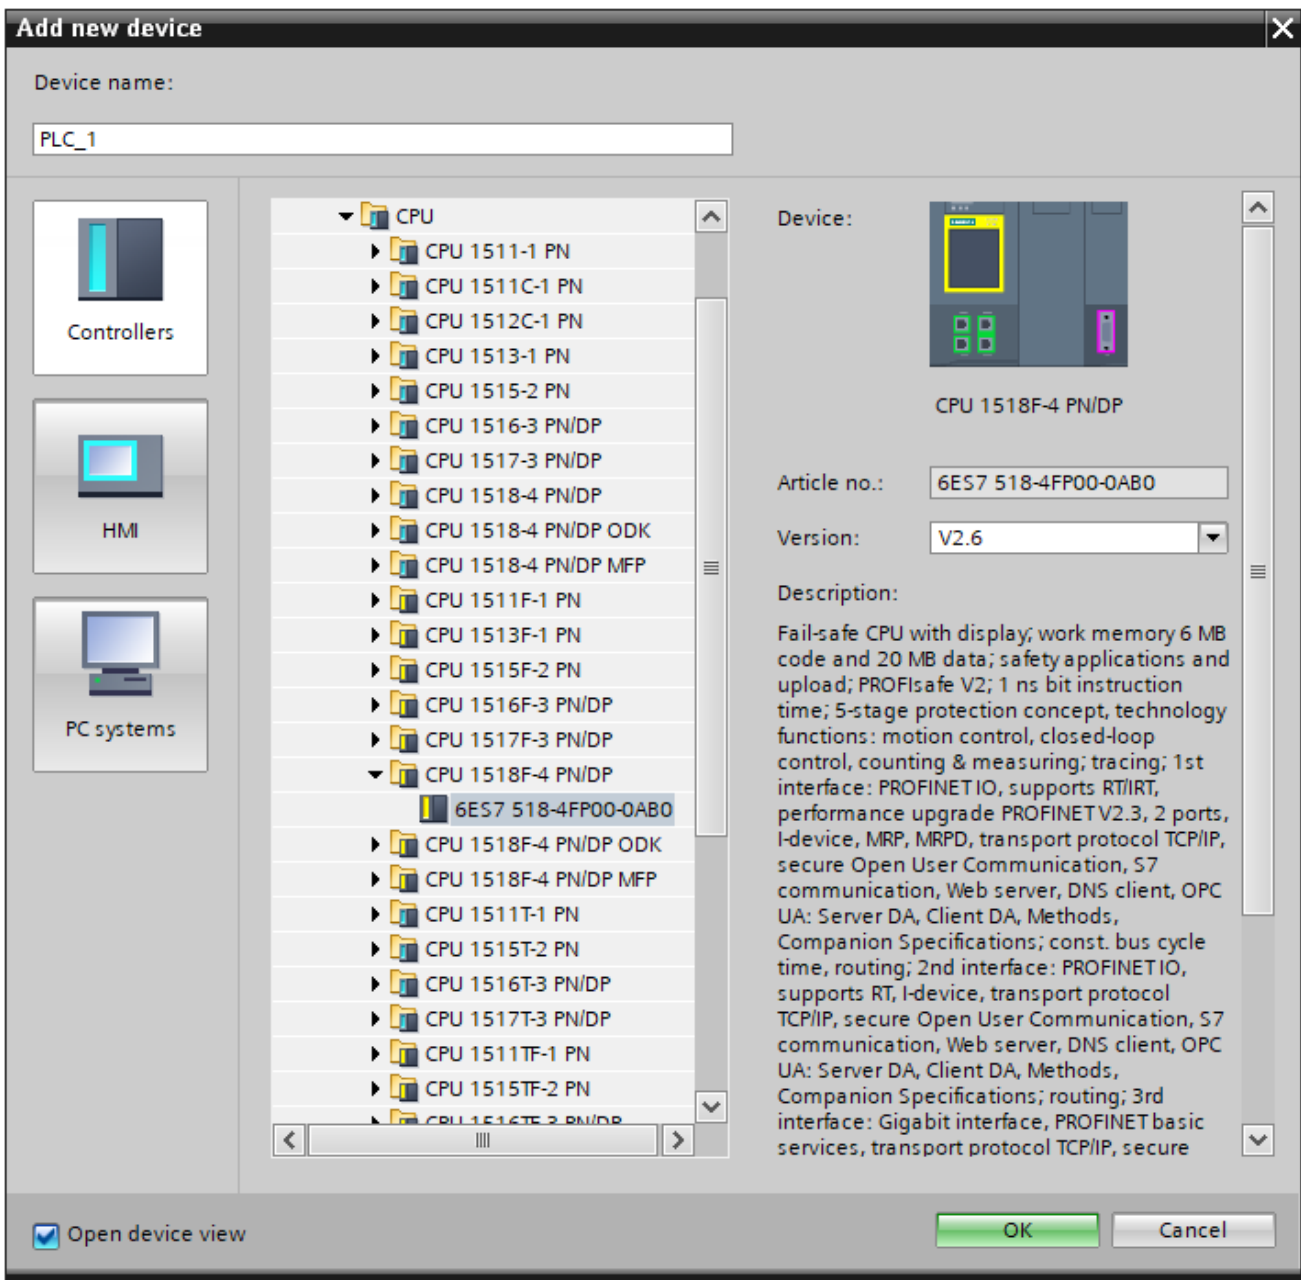 Add new device
Device name:
PLC_1
Controllers
HMI
PC systems
CPU
CPU 1511-1 PN
CPU 1511C-1 PN
CPU 1512C-1 PN
CPU 1513-1 PN
CPU 1515-2 PN
CPU 1516-3 PN/DP
CPU 1517-3 PN/DP
CPU 1518-4 PN/DP
CPU 1518-4 PN/DP ODK
CPU 1518-4 PN/DP MFP
CPU 1511F-1 PN
CPU 1513F-1 PN
CPU 1515F-2 PN
CPU 1516F-3 PN/DP
CPU 1517F-3 PN/DP
CPU 1518F-4 PN/DP
6ES7 518-4FP00-0AB0
CPU 1518F-4 PN/DP ODK
CPU 1518F-4 PN/DP MFP
CPU 1511T-1 PN
CPU 1515T-2 PN
CPU 1516T-3 PN/DP
CPU 1517T-3 PN/DP
CPU 1511TF-1 PN
CPU 1515TF-2 PN
CPU 1516TF-3 PN/DP
Device:
CPU 1518F-4 PN/DP
Article no.:
6ES7 518-4FP00-0AB0
Version:
V2.6
Description:
Fail-safe CPU with display; work memory 6 MB
code and 20 MB data; safety applications and
upload; PROFIsafe V2; 1 ns bit instruction
time; 5-stage protection concept, technology
functions: motion control, closed-loop
control, counting & measuring; tracing; 1st
interface: PROFINET IO, supports RT/IRT,
performance upgrade PROFINET V2.3, 2 ports,
I-device, MRP, MRPD, transport protocol TCP/IP,
secure Open User Communication, S7
communication, Web server, DNS client, OPC
UA: Server DA, Client DA, Methods,
Companion Specifications; const. bus cycle
time, routing; 2nd interface: PROFINET IO,
supports RT, I-device, transport protocol
TCP/IP, secure Open User Communication, S7
communication, Web server, DNS client, OPC
UA: Server DA, Client DA, Methods,
Companion Specifications; routing; 3rd
interface: Gigabit interface, PROFINET basic
services, transport protocol TCP/IP, secure
Open device view
OK
Cancel